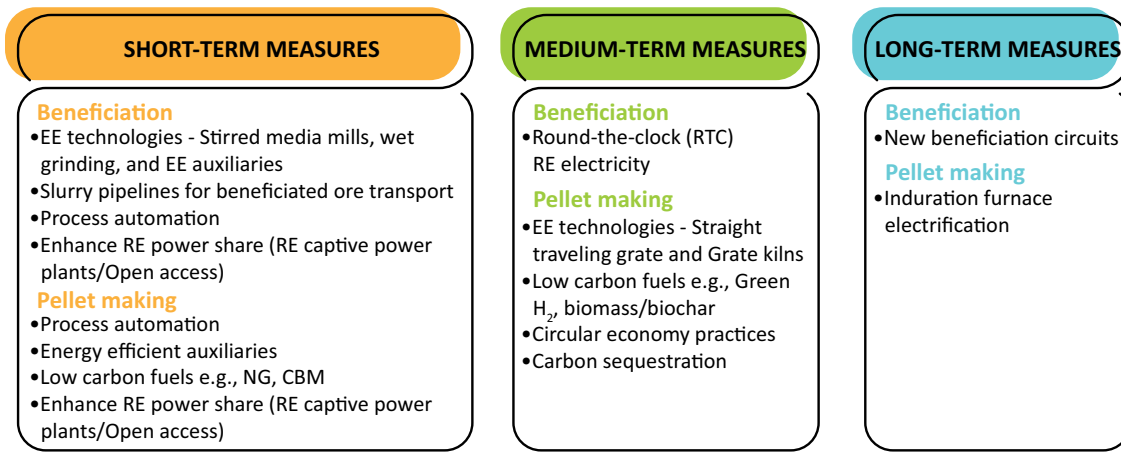 SHORT-TERM MEASURES
Beneficiation
•EE technologies - Stirred media mills, wet
grinding, and EE auxiliaries
•Slurry pipelines for beneficiated ore transport
•Process automation
•Enhance RE power share (RE captive power
plants/Open access)
Pellet making
•Process automation
•Energy efficient auxiliaries
•Low carbon fuels e.g., NG, CBM
•Enhance RE power share (RE captive power
plants/Open access)
MEDIUM-TERM MEASURES
Beneficiation
•Round-the-clock (RTC)
RE electricity
Pellet making
•EE technologies - Straight
traveling grate and Grate kilns
•Low carbon fuels e.g., Green
H₂, biomass/biochar
•Circular economy practices
•Carbon sequestration
LONG-TERM MEASURES
Beneficiation
•New beneficiation circuits
Pellet making
•Induration furnace
electrification